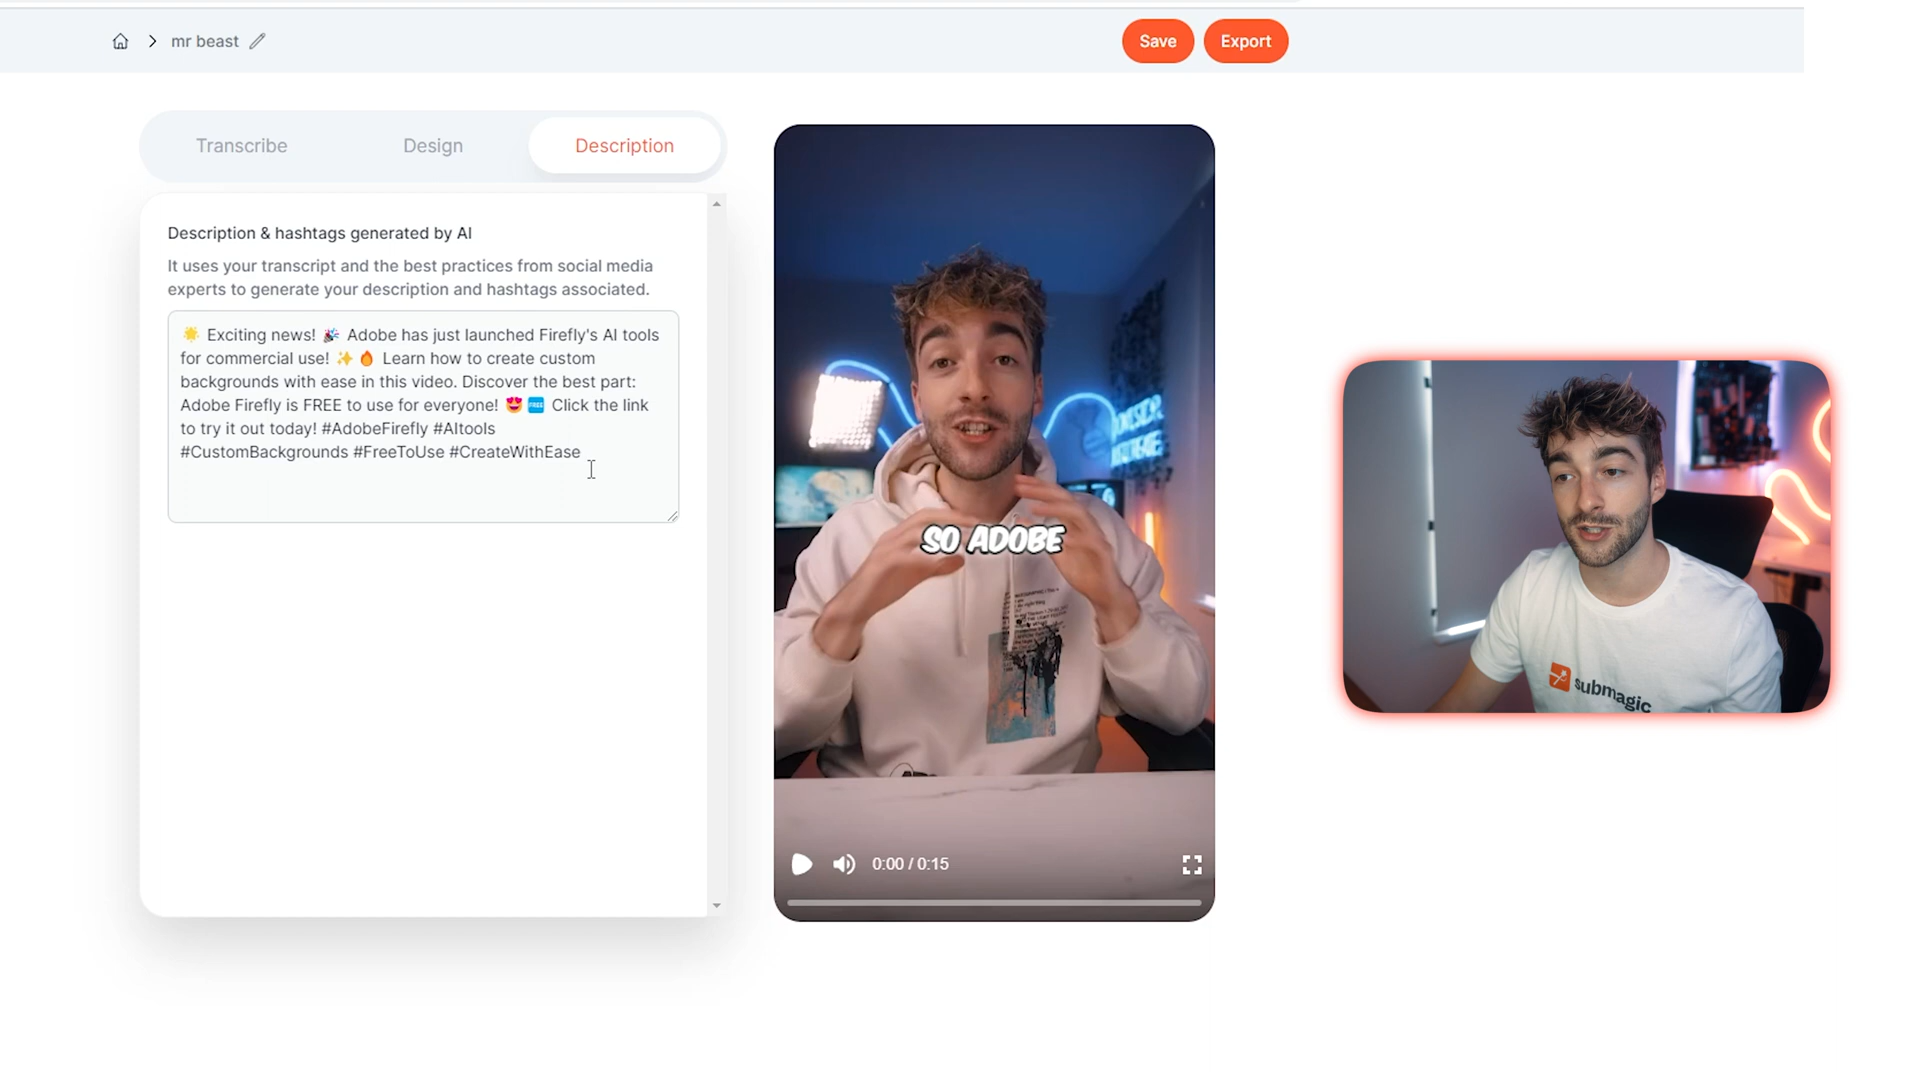 mr beast
Save
Export
Transcribe
Design
Description
Description & hashtags generated by AI
It uses your transcript and the best practices from social media
experts to generate your description and hashtags associated.
🌟 Exciting news! 🎉 Adobe has just launched Firefly's AI tools
for commercial use! ✨🔥 Learn how to create custom
backgrounds with ease in this video. Discover the best part:
Adobe Firefly is FREE to use for everyone! 😍🆓 Click the link
to try it out today! #AdobeFirefly #AItools
#CustomBackgrounds #FreeToUse #CreateWithEase
SO ADOBE
0:00 / 0:15
submagic